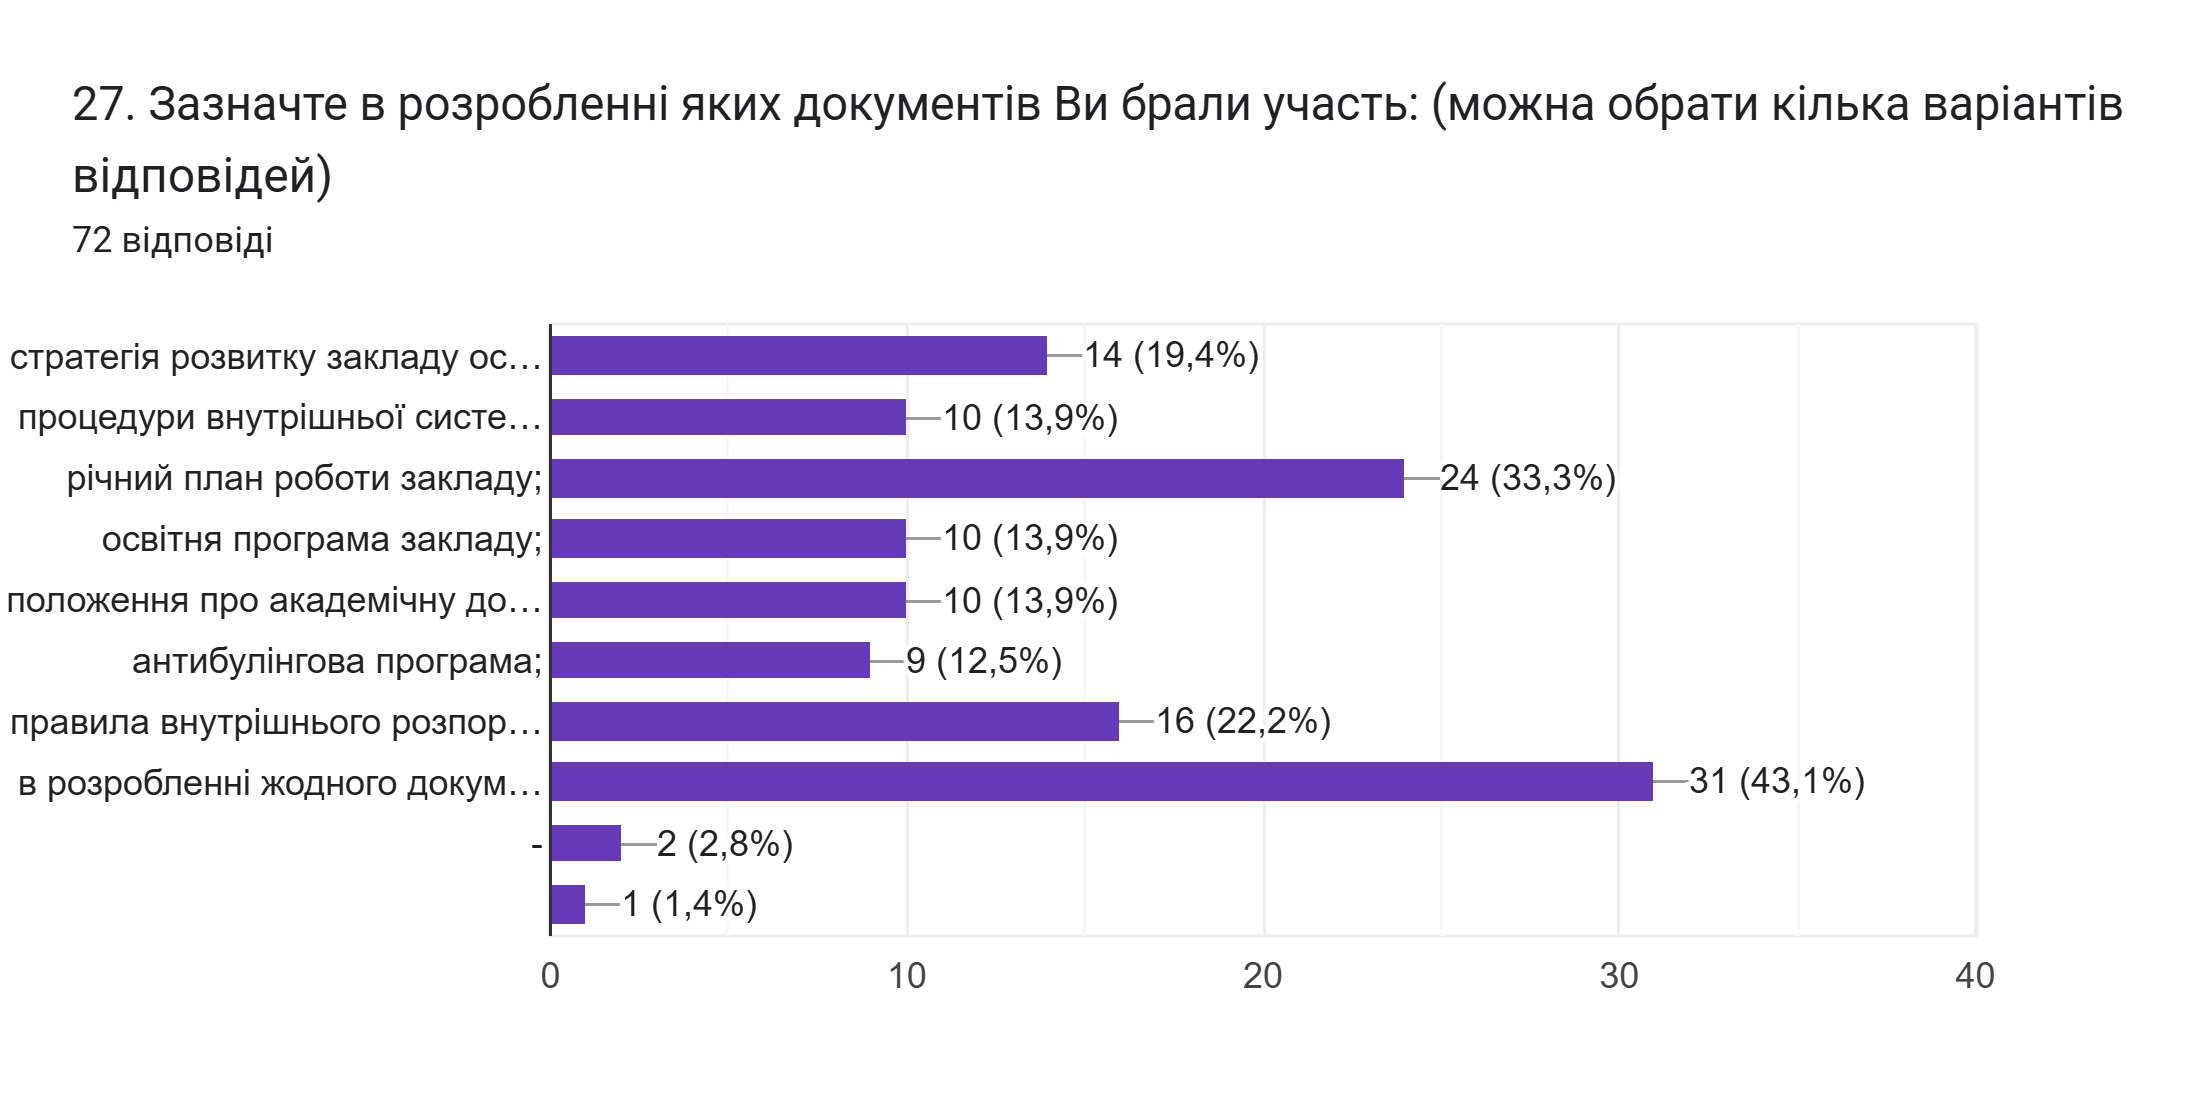 27. Зазначте в розробленні яких документів Ви брали участь: (можна обрати кілька варіантів
відповідей)
72 відповіді
стратегія розвитку закладу ос… 14 (19,4%)
процедури внутрішньої систе… 10 (13,9%)
річний план роботи закладу; 24 (33,3%)
освітня програма закладу; 10 (13,9%)
положення про академічну до… 10 (13,9%)
антибулінгова програма; 9 (12,5%)
правила внутрішнього розпор… 16 (22,2%)
в розробленні жодного докум… 31 (43,1%)
- 2 (2,8%)
1 (1,4%)
0 10 20 30 40